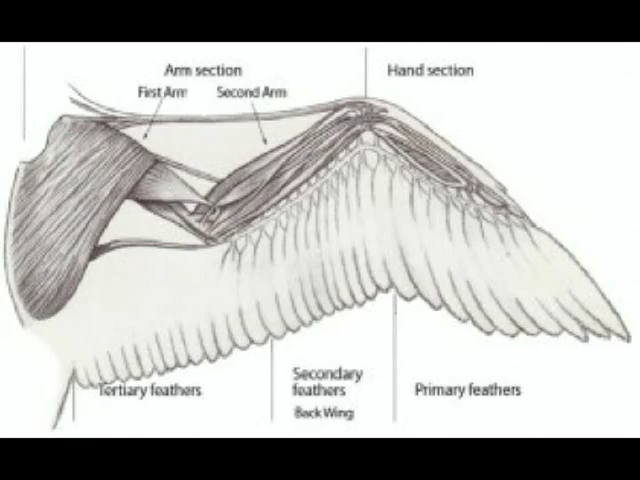 Arm section
Hand section
First Arm
Second Arm
Tertiary feathers
Secondary
feathers
Primary feathers
Back Wing